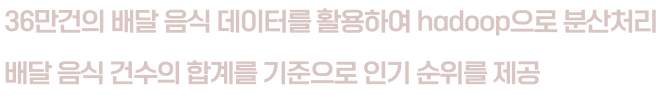 36만건의 배달 음식 데이터를 활용하여 hadoop으로 분산처리
배달 음식 건수의 합계를 기준으로 인기 순위를 제공